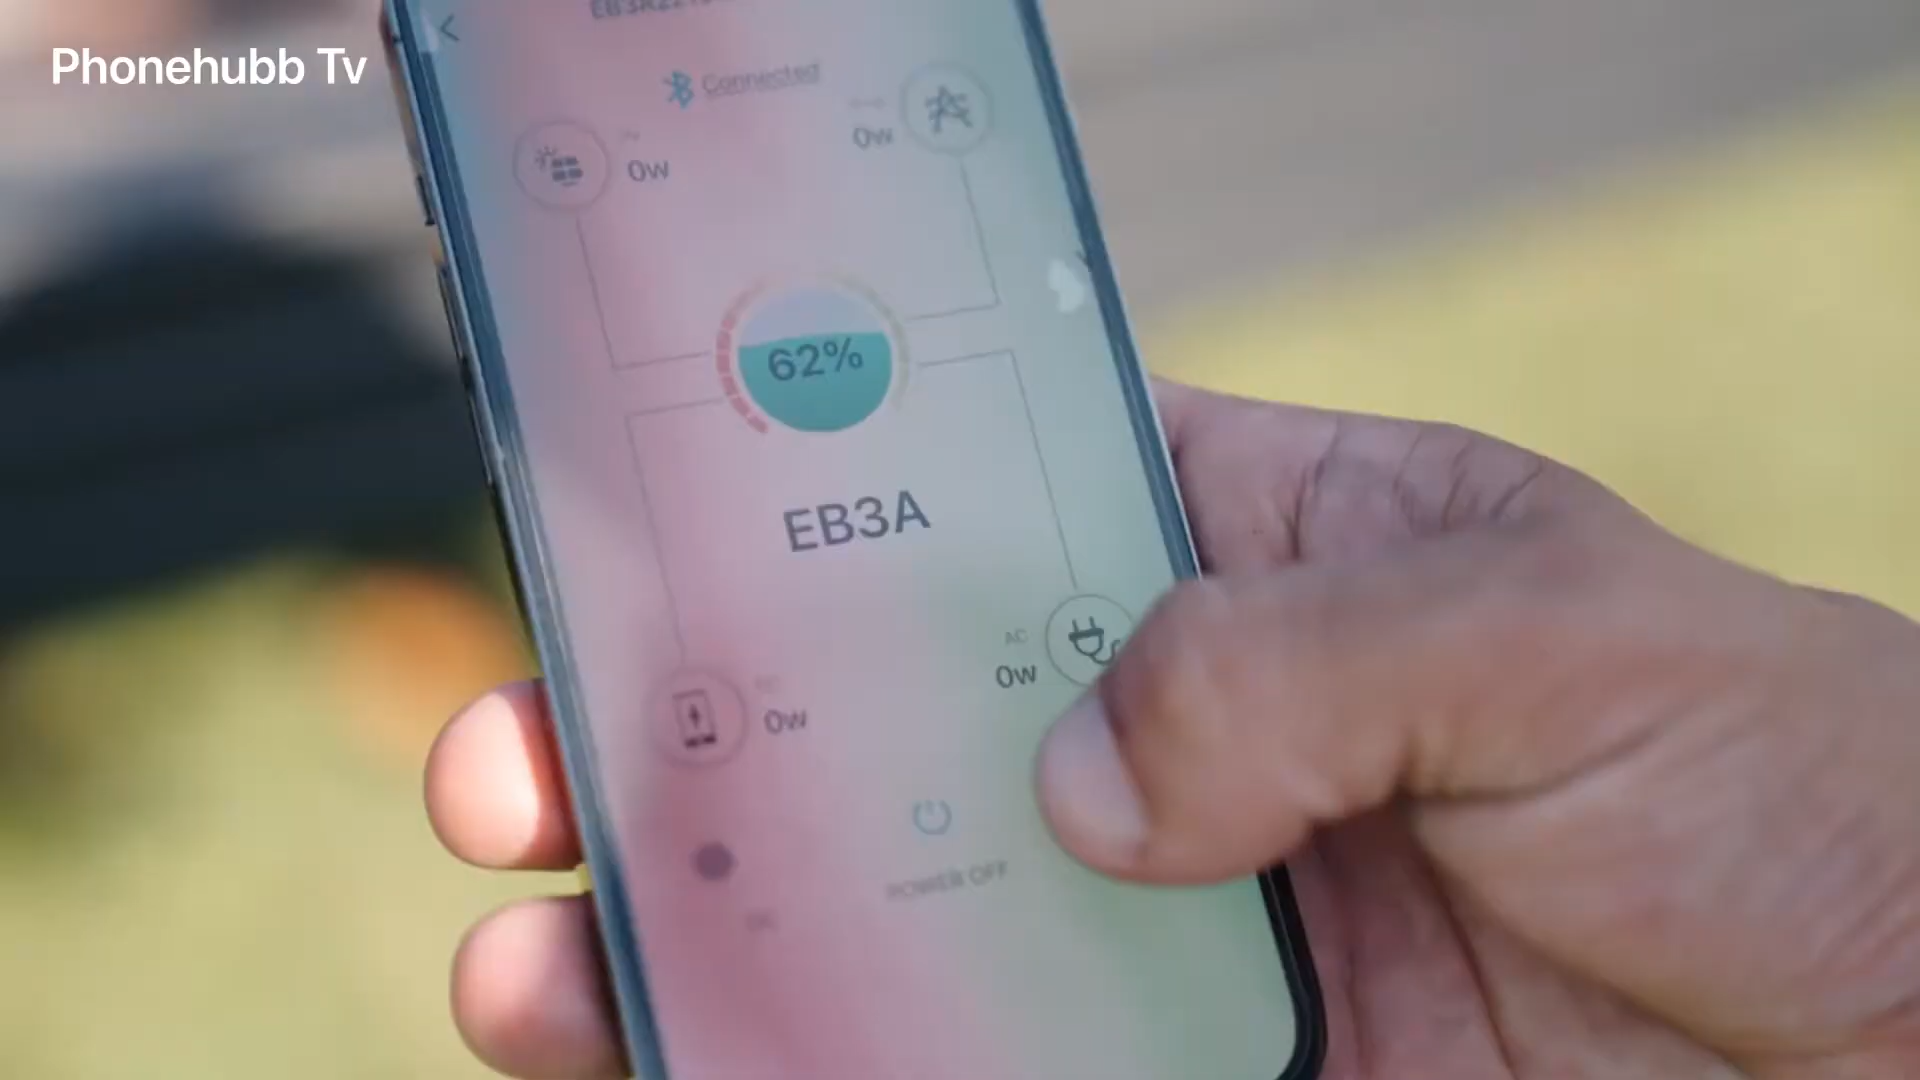 Phonehubb Tv
Connected
0w
0w
62%
EB3A
AC
0w
0w
POWER OFF